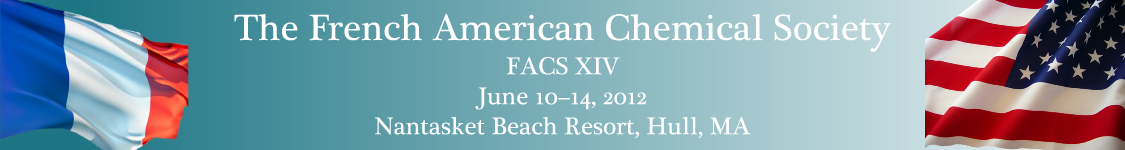 The French American Chemical Society
FACS XIV
June 10–14, 2012
Nantasket Beach Resort, Hull, MA